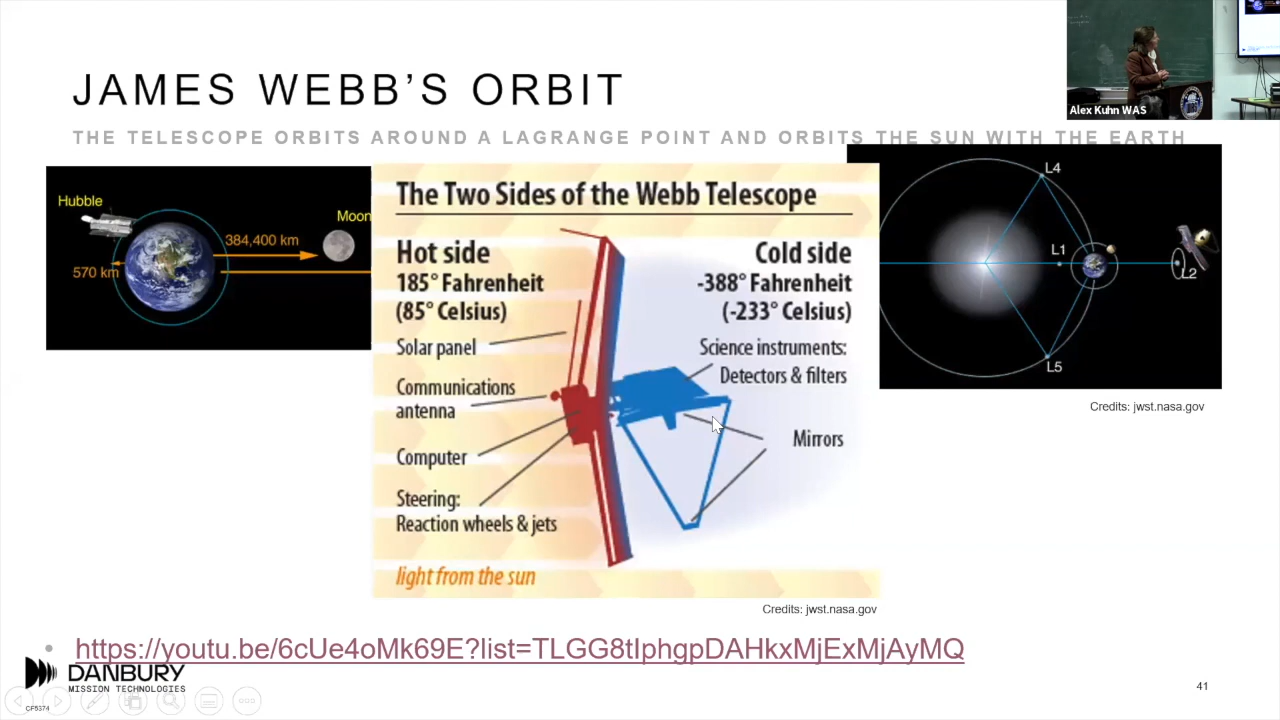 JAMES WEBB'S ORBIT
THE TELESCOPE ORBITS AROUND A LAGRANGE POINT AND ORBITS THE SUN WITH THE EARTH
Alex Kuhn WAS
Hubble
Moon
384,400 km
570 km
The Two Sides of the Webb Telescope
Hot side
185° Fahrenheit
(85° Celsius)
Solar panel
Communications
antenna
Computer
Steering:
Reaction wheels & jets
light from the sun
Cold side
-388° Fahrenheit
(-233° Celsius)
Science instruments:
Detectors & filters
Mirrors
Credits: jwst.nasa.gov
L4
L1
L2
L5
Credits: jwst.nasa.gov
https://youtu.be/6cUe4oMk69E?list=TLGG8tIphgpDAHkxMjExMjAyMQ
DANBURY
MISSION TECHNOLOGIES
CF5374
41